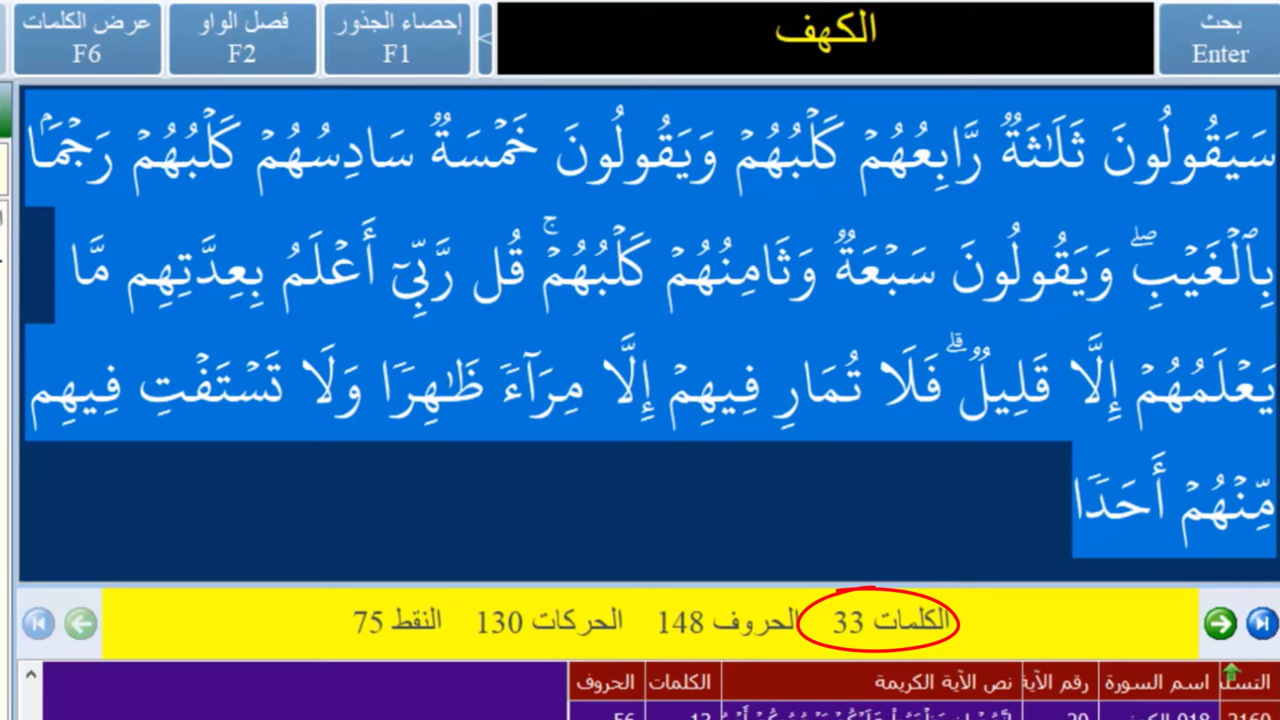 بحث
Enter
الكهف
<
إحصاء الجذور
F1
فصل الواو
F2
عرض الكلمات
F6
سَيَقُولُونَ ثَلَٰثَةٌ رَّابِعُهُمْ كَلْبُهُمْ وَيَقُولُونَ خَمْسَةٌ سَادِسُهُمْ كَلْبُهُمْ رَجْمًۢا
بِٱلْغَيْبِ ۖ وَيَقُولُونَ سَبْعَةٌ وَثَامِنُهُمْ كَلْبُهُمْ ۚ قُل رَّبِّىٓ أَعْلَمُ بِعِدَّتِهِم مَّا
يَعْلَمُهُمْ إِلَّا قَلِيلٌ ۗ فَلَا تُمَارِ فِيهِمْ إِلَّا مِرَآءً ظَٰهِرًا وَلَا تَسْتَفْتِ فِيهِم
مِّنْهُمْ أَحَدًا
الكلمات 33 الحروف 148 الحركات 130 النقط 75
اسم السورة رقم الآية نص الآية الكريمة الكلمات الحروف